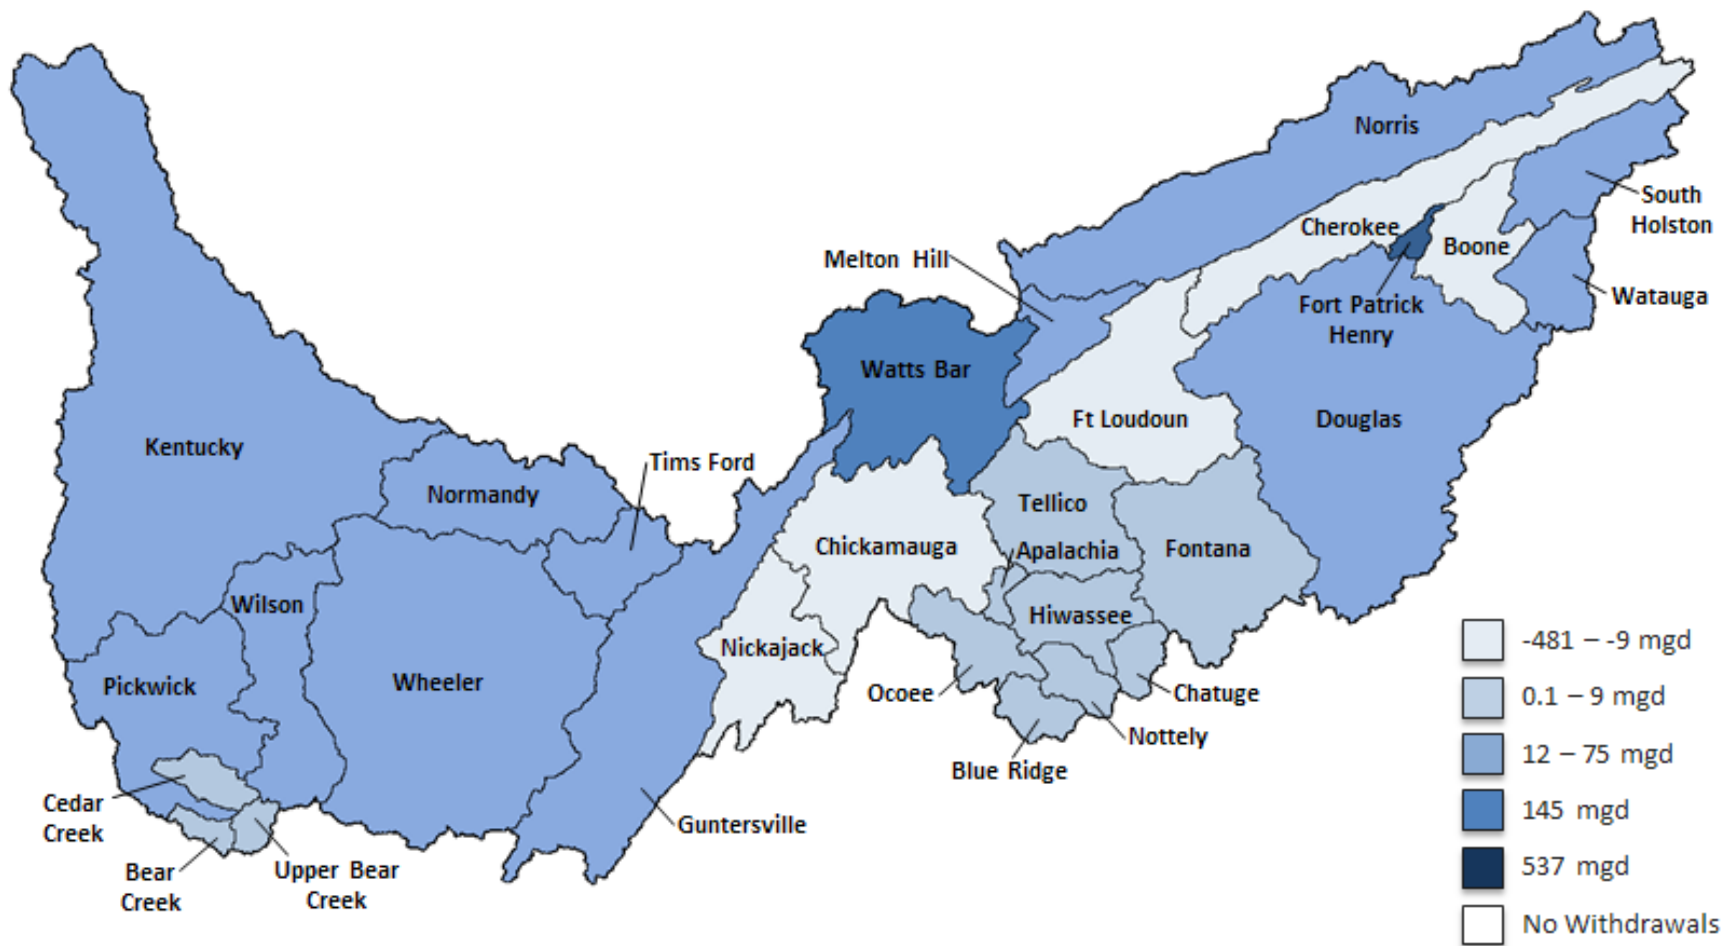 Norris
South
Holston
Cherokee
Boone
Melton Hill
Watauga
Fort Patrick
Henry
Watts Bar
Ft Loudoun
Douglas
Kentucky
Tims Ford
Normandy
Tellico
Chickamauga
Apalachia
Fontana
Wilson
Hiwassee
Nickajack
Pickwick
Wheeler
Ocoee
Chatuge
Nottely
Blue Ridge
Cedar
Creek
Guntersville
Bear
Creek
Upper Bear
Creek
-481 – -9 mgd
0.1 – 9 mgd
12 – 75 mgd
145 mgd
537 mgd
No Withdrawals